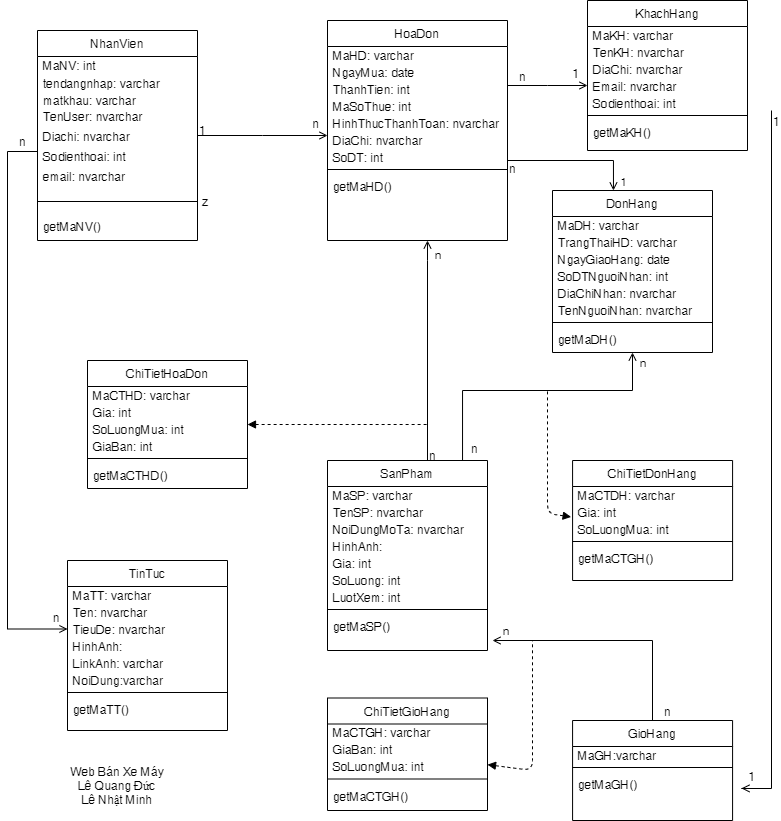 NhanVien
MaNV: int
tendangnhap: varchar
matkhau: varchar
TenUser: nvarchar
Diachi: nvarchar
Sodienthoai: int
email: nvarchar
getMaNV()
n
1
z
n
HoaDon
MaHD: varchar
NgayMua: date
ThanhTien: int
MaSoThue: int
HinhThucThanhToan: nvarchar
DiaChi: nvarchar
SoDT: int
getMaHD()
n
1
n
1
n
KhachHang
MaKH: varchar
TenKH: nvarchar
DiaChi: nvarchar
Email: nvarchar
Sodienthoai: int
getMaKH()
1
DonHang
MaDH: varchar
TrangThaiHD: varchar
NgayGiaoHang: date
SoDTNguoiNhan: int
DiaChiNhan: nvarchar
TenNguoiNhan: nvarchar
getMaDH()
n
ChiTietHoaDon
MaCTHD: varchar
Gia: int
SoLuongMua: int
GiaBan: int
getMaCTHD()
n
n
SanPham
MaSP: varchar
TenSP: nvarchar
NoiDungMoTa: nvarchar
HinhAnh:
Gia: int
SoLuong: int
LuotXem: int
getMaSP()
n
ChiTietDonHang
MaCTDH: varchar
Gia: int
SoLuongMua: int
getMaCTGH()
n
TinTuc
MaTT: varchar
Ten: nvarchar
TieuDe: nvarchar
HinhAnh:
LinkAnh: varchar
NoiDung:varchar
getMaTT()
ChiTietGioHang
MaCTGH: varchar
GiaBan: int
SoLuongMua: int
getMaCTGH()
n
GioHang
MaGH:varchar
getMaGH()
1
Web Bán Xe Máy
Lê Quang Đức
Lê Nhật Minh